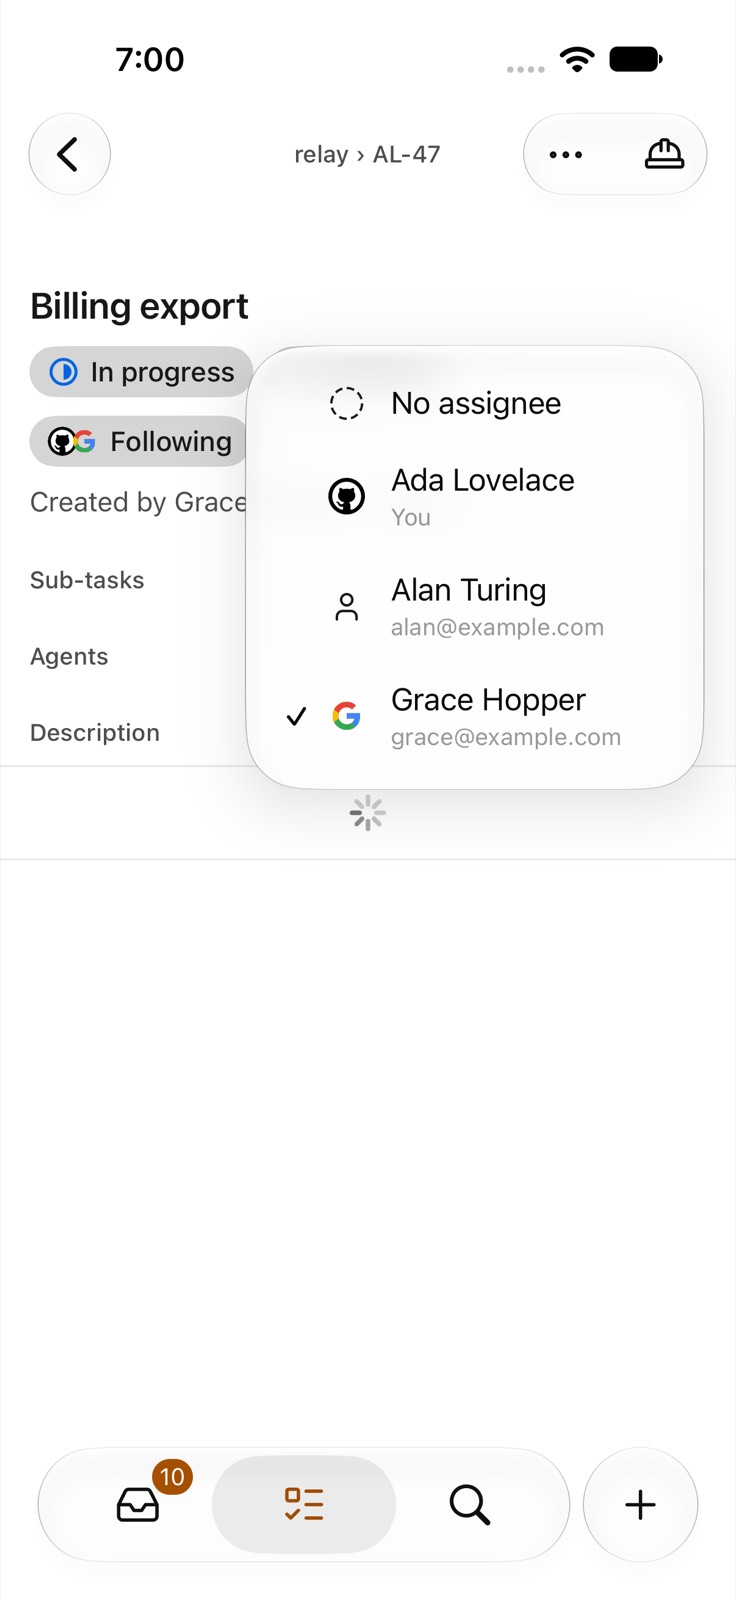 7:00
relay › AL-47
Billing export
In progress
Following
Created by Grace
Sub-tasks
Agents
Description
No assignee
Ada Lovelace
You
Alan Turing
alan@example.com
Grace Hopper
grace@example.com
10